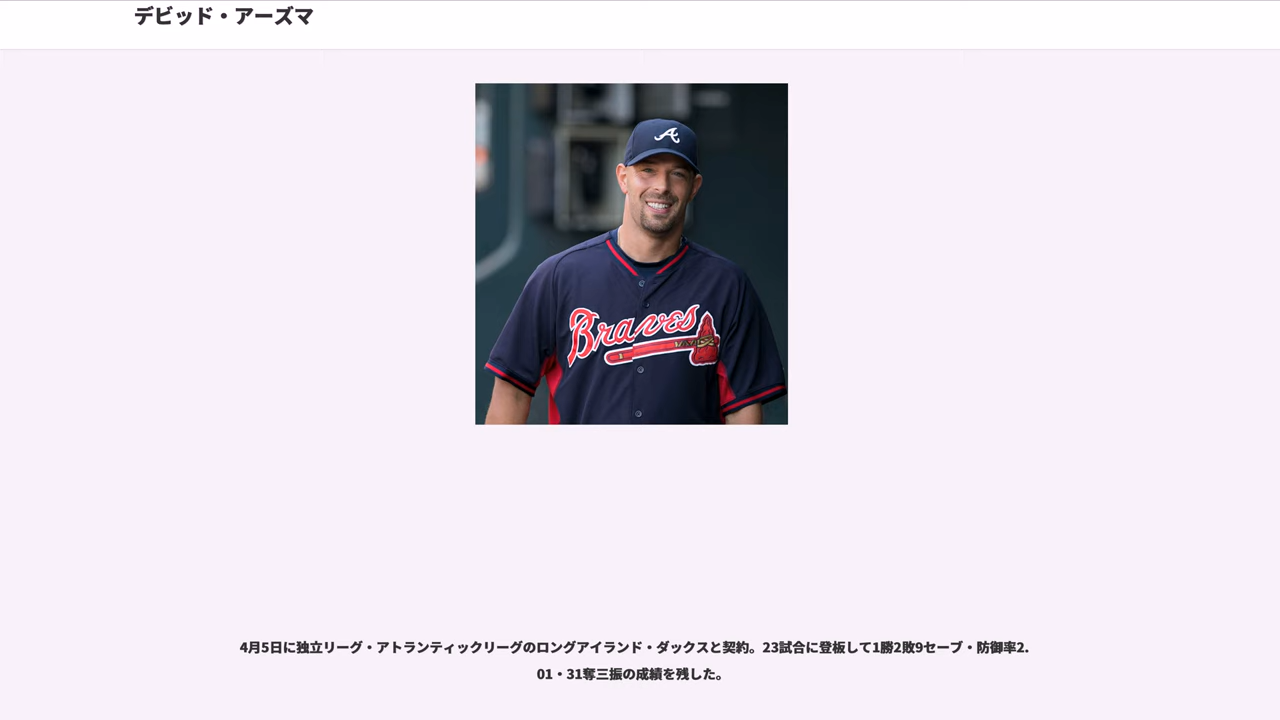 デビッド・アーズマ
A
Braves
4月5日に独立リーグ・アトランティックリーグのロングアイランド・ダックスと契約。23試合に登板して1勝2敗9セーブ・防御率2.
01・31奪三振の成績を残した。